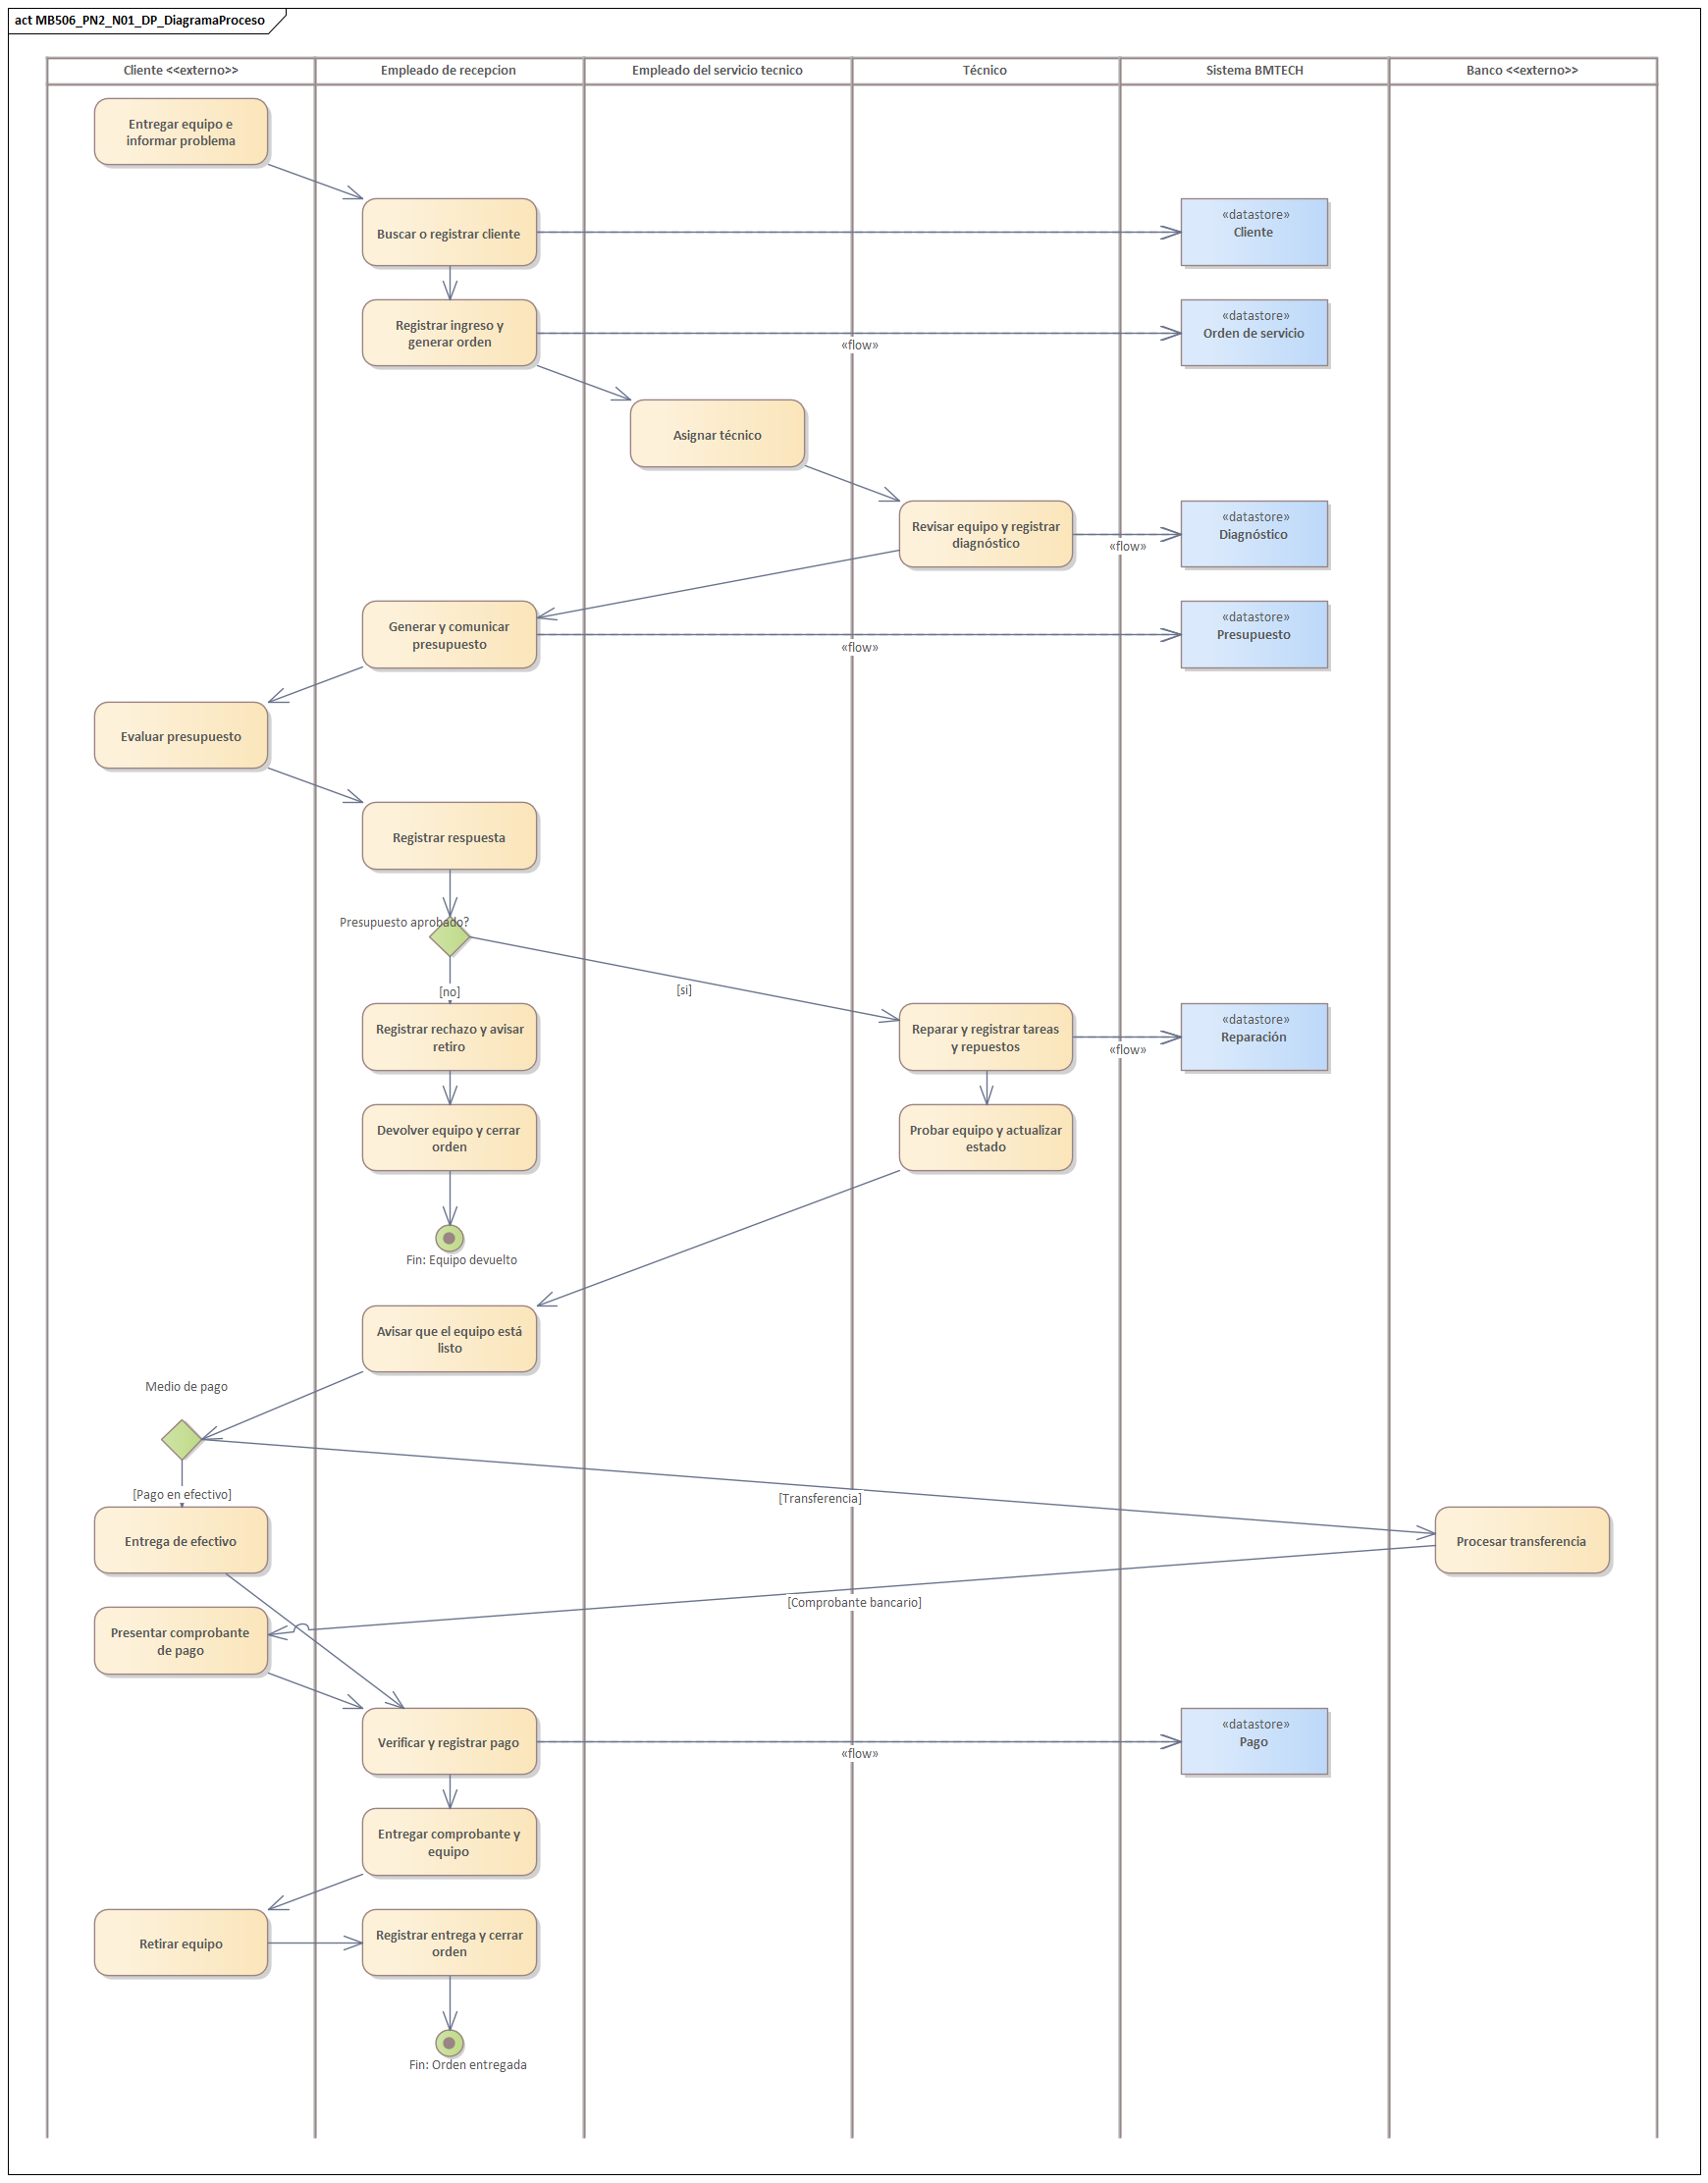 act MB506_PN2_N01_DP_DiagramaProceso
Cliente <<externo>>
Empleado de recepcion
Empleado del servicio tecnico
Técnico
Sistema BMTECH
Banco <<externo>>
Entregar equipo e
informar problema
Buscar o registrar cliente
«datastore»
Cliente
Registrar ingreso y
generar orden
«flow»
«datastore»
Orden de servicio
Asignar técnico
Revisar equipo y registrar
diagnóstico
«flow»
«datastore»
Diagnóstico
Generar y comunicar
presupuesto
«flow»
«datastore»
Presupuesto
Evaluar presupuesto
Registrar respuesta
Presupuesto aprobado?
[no]
[si]
Registrar rechazo y avisar
retiro
Reparar y registrar tareas
y repuestos
«flow»
«datastore»
Reparación
Devolver equipo y cerrar
orden
Probar equipo y actualizar
estado
Fin: Equipo devuelto
Avisar que el equipo está
listo
Medio de pago
[Pago en efectivo]
[Transferencia]
Entrega de efectivo
Procesar transferencia
[Comprobante bancario]
Presentar comprobante
de pago
Verificar y registrar pago
«flow»
«datastore»
Pago
Entregar comprobante y
equipo
Retirar equipo
Registrar entrega y cerrar
orden
Fin: Orden entregada